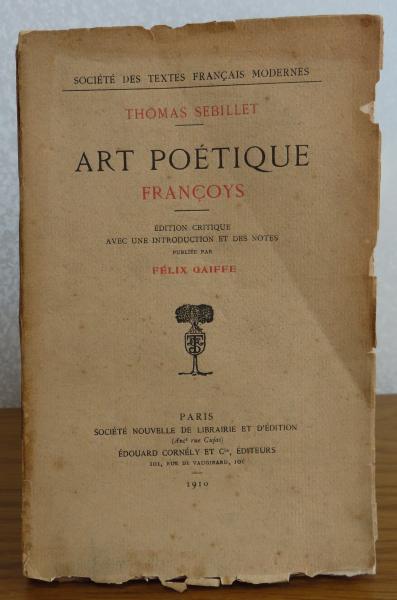 SOCIÉTÉ DES TEXTES FRANÇAIS MODERNES
THOMAS SEBILLET
ART POÉTIQUE
FRANÇOYS
ÉDITION CRITIQUE
AVEC UNE INTRODUCTION ET DES NOTES
PUBLIÉE PAR
FÉLIX GAIFFE
PARIS
SOCIÉTÉ NOUVELLE DE LIBRAIRIE ET D'ÉDITION
(Anct rue Cujas)
ÉDOUARD CORNÉLY ET Cie, ÉDITEURS
101, RUE DE VAUGIRARD, 101
1910